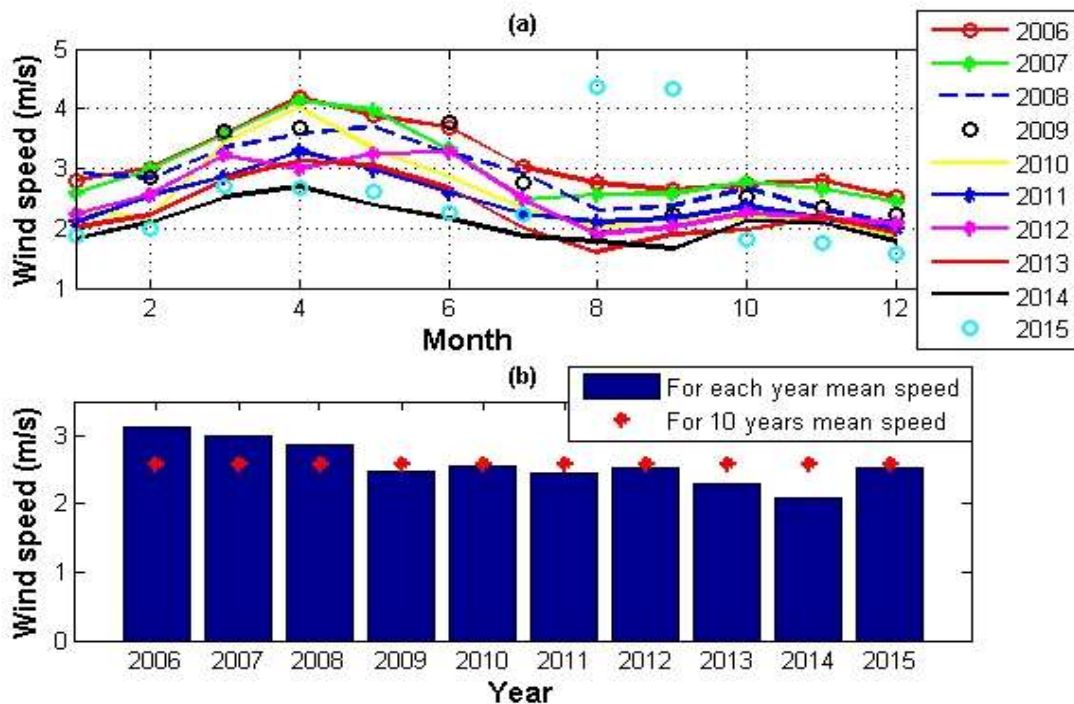 (a)
Wind speed (m/s)
5
4
3
2
1
2 4 6 8 10 12
Month
2006
2007
2008
2009
2010
2011
2012
2013
2014
2015
(b)
Wind speed (m/s)
3
2
1
0
For each year mean speed
For 10 years mean speed
2006 2007 2008 2009 2010 2011 2012 2013 2014 2015
Year